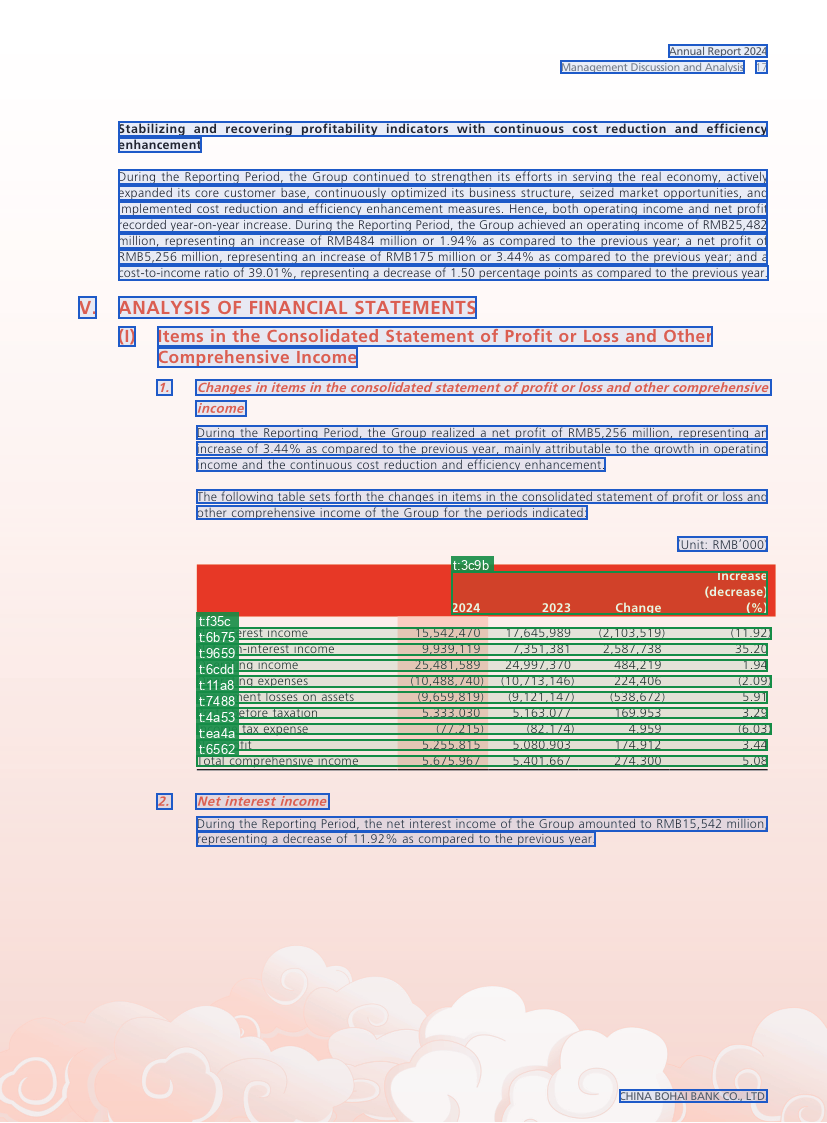 Annual Report 2024
Management Discussion and Analysis 17
Stabilizing and recovering profitability indicators with continuous cost reduction and efficiency
enhancement
During the Reporting Period, the Group continued to strengthen its efforts in serving the real economy, actively
expanded its core customer base, continuously optimized its business structure, seized market opportunities, and
implemented cost reduction and efficiency enhancement measures. Hence, both operating income and net profit
recorded year-on-year increase. During the Reporting Period, the Group achieved an operating income of RMB25,482
million, representing an increase of RMB484 million or 1.94% as compared to the previous year; a net profit of
RMB5,256 million, representing an increase of RMB175 million or 3.44% as compared to the previous year; and a
cost-to-income ratio of 39.01%, representing a decrease of 1.50 percentage points as compared to the previous year.
V. ANALYSIS OF FINANCIAL STATEMENTS
(I) Items in the Consolidated Statement of Profit or Loss and Other
Comprehensive Income
1. Changes in items in the consolidated statement of profit or loss and other comprehensive
income
During the Reporting Period, the Group realized a net profit of RMB5,256 million, representing an
increase of 3.44% as compared to the previous year, mainly attributable to the growth in operating
income and the continuous cost reduction and efficiency enhancement.
The following table sets forth the changes in items in the consolidated statement of profit or loss and
other comprehensive income of the Group for the periods indicated:
(Unit: RMB'000)
t:3c9b
Increase
(decrease)
2024 2023 Change (%)
t:f35c
t:6b75 erest income 15,542,470 17,645,989 (2,103,519) (11.92)
t:9659 n-interest income 9,939,119 7,351,381 2,587,738 35.20
t:6cdd ng income 25,481,589 24,997,370 484,219 1.94
t:11a8 ng expenses (10,488,740) (10,713,146) 224,406 (2.09)
t:7488 ment losses on assets (9,659,819) (9,121,147) (538,672) 5.91
t:4a53 efore taxation 5,333,030 5,163,077 169,953 3.29
t:ea4a tax expense (77,215) (82,174) 4,959 (6.03)
t:6562 fit 5,255,815 5,080,903 174,912 3.44
Total comprehensive income 5,675,967 5,401,667 274,300 5.08
2. Net interest income
During the Reporting Period, the net interest income of the Group amounted to RMB15,542 million,
representing a decrease of 11.92% as compared to the previous year.
CHINA BOHAI BANK CO., LTD.